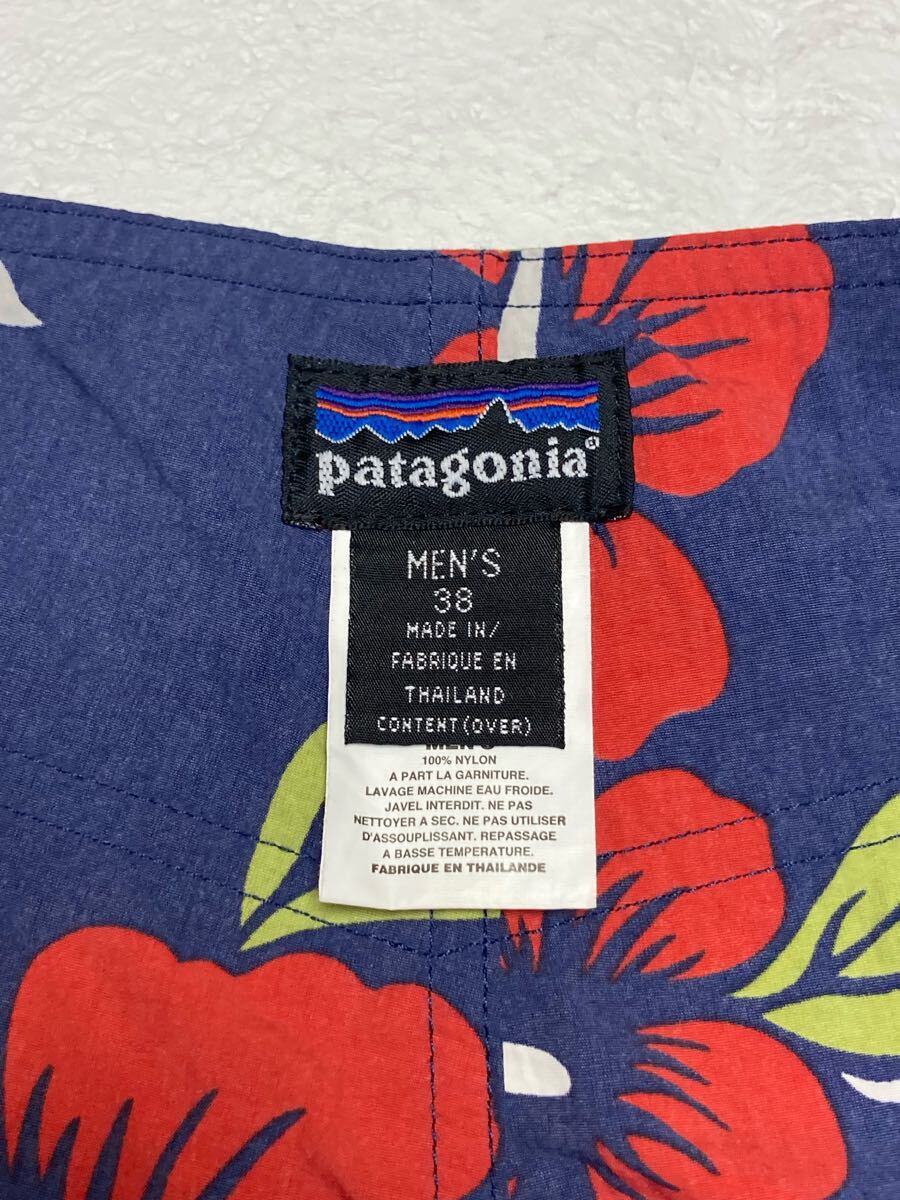 patagonia®
MEN'S
38
MADE IN/
FABRIQUE EN
THAILAND
CONTENT (OVER)
MEN'S
100% NYLON
A PART LA GARNITURE.
LAVAGE MACHINE EAU FROIDE.
JAVEL INTERDIT. NE PAS
NETTOYER A SEC. NE PAS UTILISER
D'ASSOUPLISSANT. REPASSAGE
A BASSE TEMPERATURE.
FABRIQUE EN THAILANDE